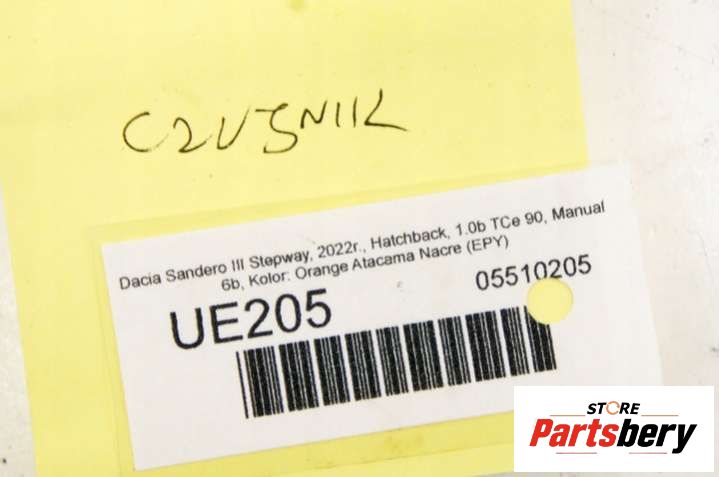 CZUJNIK
Dacia Sandero III Stepway, 2022r., Hatchback, 1.0b TCe 90, Manual
6b, Kolor: Orange Atacama Nacre (EPY)
UE205
05510205
STORE
Partsbery